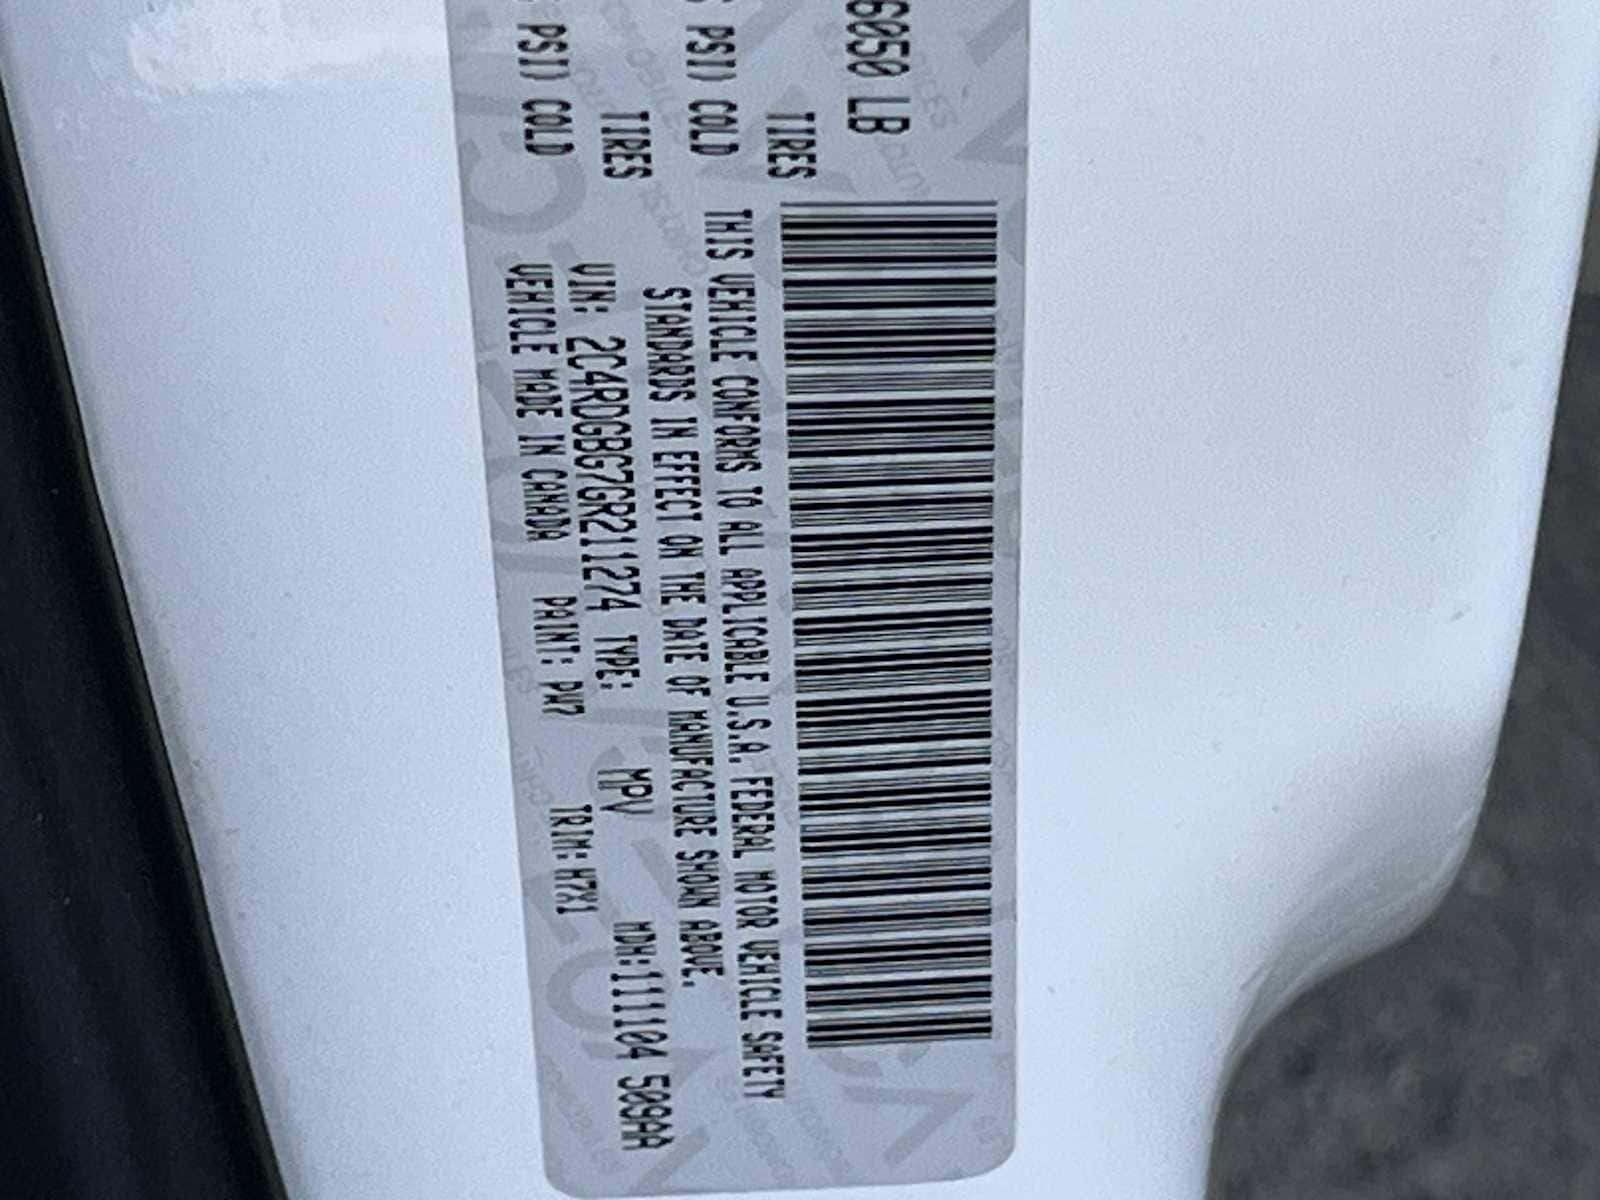 6050 LB
TIRES
PSI) COLD
TIRES
PSI) COLD
THIS VEHICLE CONFORMS TO ALL APPLICABLE U.S.A. FEDERAL MOTOR VEHICLE SAFETY
STANDARDS IN EFFECT ON THE DATE OF MANUFACTURE SHOWN ABOVE.
VIN: 2C4RDGBG7GR211274 TYPE: MPV MDH:111104 509AA
VEHICLE MADE IN CANADA PAINT: PW7 TRIM: H7X1